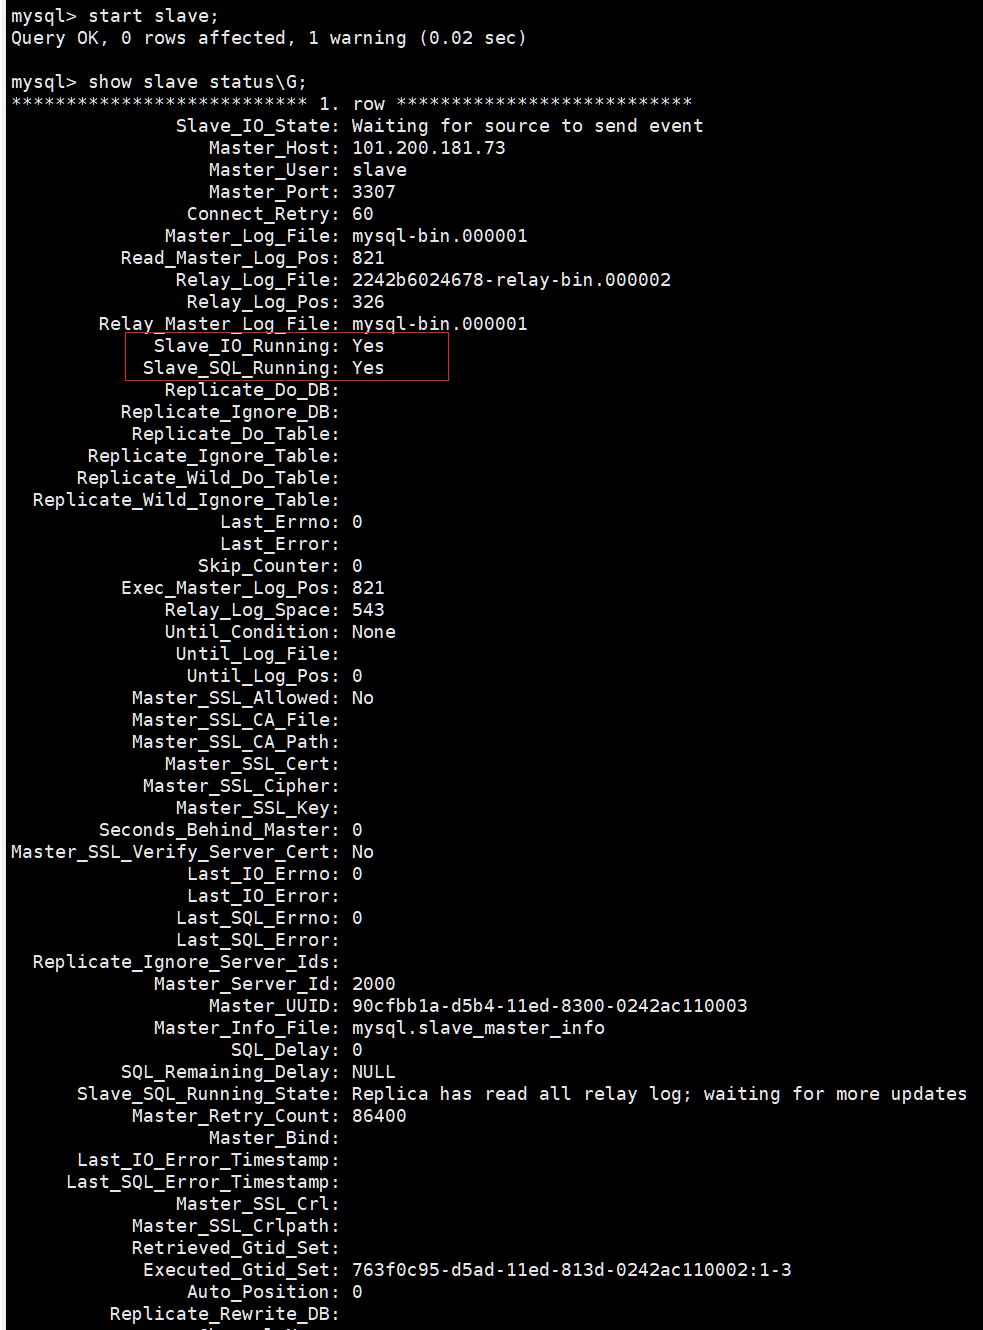 mysql> start slave;
Query OK, 0 rows affected, 1 warning (0.02 sec)
mysql> show slave status\G;
*************************** 1. row ***************************
Slave_IO_State: Waiting for source to send event
Master_Host: 101.200.181.73
Master_User: slave
Master_Port: 3307
Connect_Retry: 60
Master_Log_File: mysql-bin.000001
Read_Master_Log_Pos: 821
Relay_Log_File: 2242b6024678-relay-bin.000002
Relay_Log_Pos: 326
Relay_Master_Log_File: mysql-bin.000001
Slave_IO_Running: Yes
Slave_SQL_Running: Yes
Replicate_Do_DB:
Replicate_Ignore_DB:
Replicate_Do_Table:
Replicate_Ignore_Table:
Replicate_Wild_Do_Table:
Replicate_Wild_Ignore_Table:
Last_Errno: 0
Last_Error:
Skip_Counter: 0
Exec_Master_Log_Pos: 821
Relay_Log_Space: 543
Until_Condition: None
Until_Log_File:
Until_Log_Pos: 0
Master_SSL_Allowed: No
Master_SSL_CA_File:
Master_SSL_CA_Path:
Master_SSL_Cert:
Master_SSL_Cipher:
Master_SSL_Key:
Seconds_Behind_Master: 0
Master_SSL_Verify_Server_Cert: No
Last_IO_Errno: 0
Last_IO_Error:
Last_SQL_Errno: 0
Last_SQL_Error:
Replicate_Ignore_Server_Ids:
Master_Server_Id: 2000
Master_UUID: 90cfbb1a-d5b4-11ed-8300-0242ac110003
Master_Info_File: mysql.slave_master_info
SQL_Delay: 0
SQL_Remaining_Delay: NULL
Slave_SQL_Running_State: Replica has read all relay log; waiting for more updates
Master_Retry_Count: 86400
Master_Bind:
Last_IO_Error_Timestamp:
Last_SQL_Error_Timestamp:
Master_SSL_Crl:
Master_SSL_Crlpath:
Retrieved_Gtid_Set:
Executed_Gtid_Set: 763f0c95-d5ad-11ed-813d-0242ac110002:1-3
Auto_Position: 0
Replicate_Rewrite_DB: